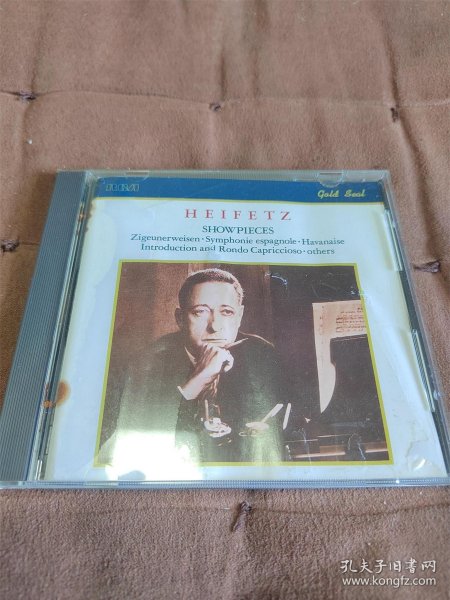 RCA
Gold Seal
HEIFETZ
SHOWPIECES
Zigeunerweisen · Symphonie espagnole · Havanaise
Introduction and Rondo Capriccioso · others
孔夫子旧书网
www.kongfz.com